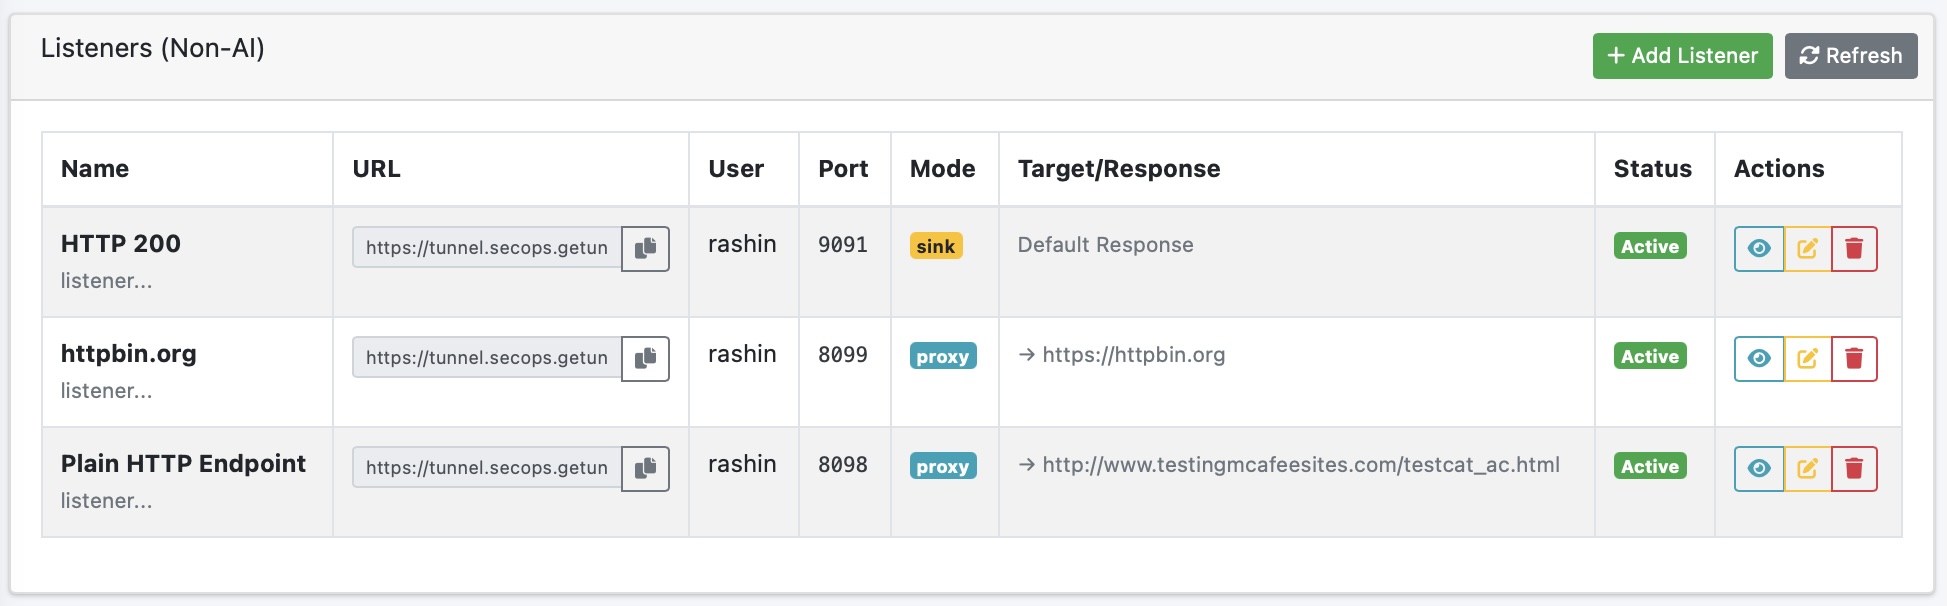 Listeners (Non-AI)
Add Listener
Refresh
Name URL User Port Mode Target/Response Status Actions
HTTP 200 https://tunnel.secops.getun rashin 9091 sink Default Response Active
listener...
httpbin.org https://tunnel.secops.getun rashin 8099 proxy → https://httpbin.org Active
listener...
Plain HTTP Endpoint https://tunnel.secops.getun rashin 8098 proxy → http://www.testingmcafeesites.com/testcat_ac.html Active
listener...